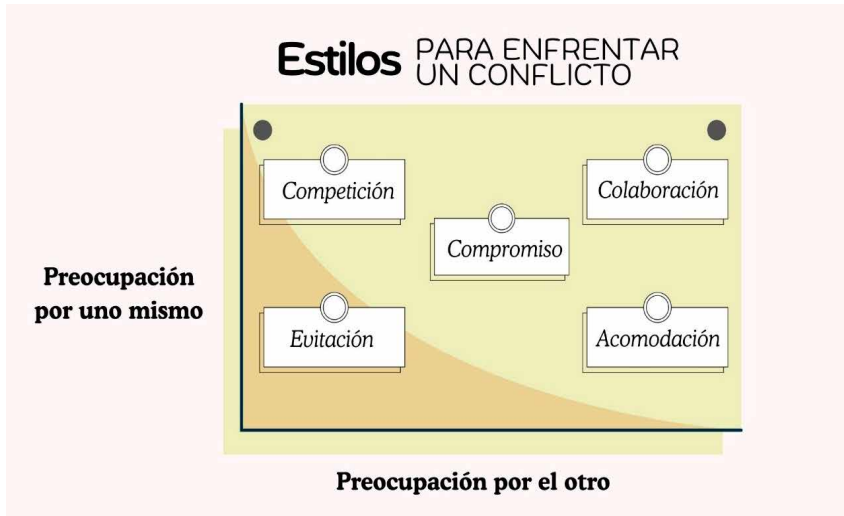 Estilos PARA ENFRENTAR
UN CONFLICTO
Competición
Colaboración
Compromiso
Preocupación
por uno mismo
Evitación
Acomodación
Preocupación por el otro